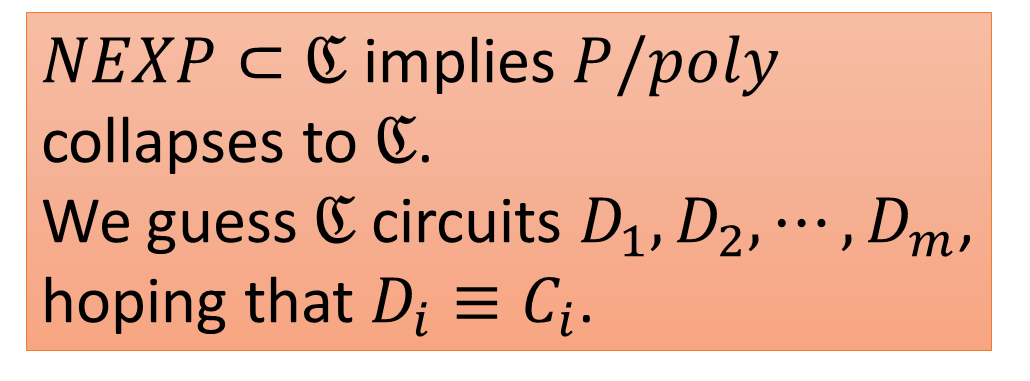 NEXP ⊂ ℭ implies P/poly
collapses to ℭ.
We guess ℭ circuits D₁, D₂, ⋯, Dₘ,
hoping that Dᵢ ≡ Cᵢ.